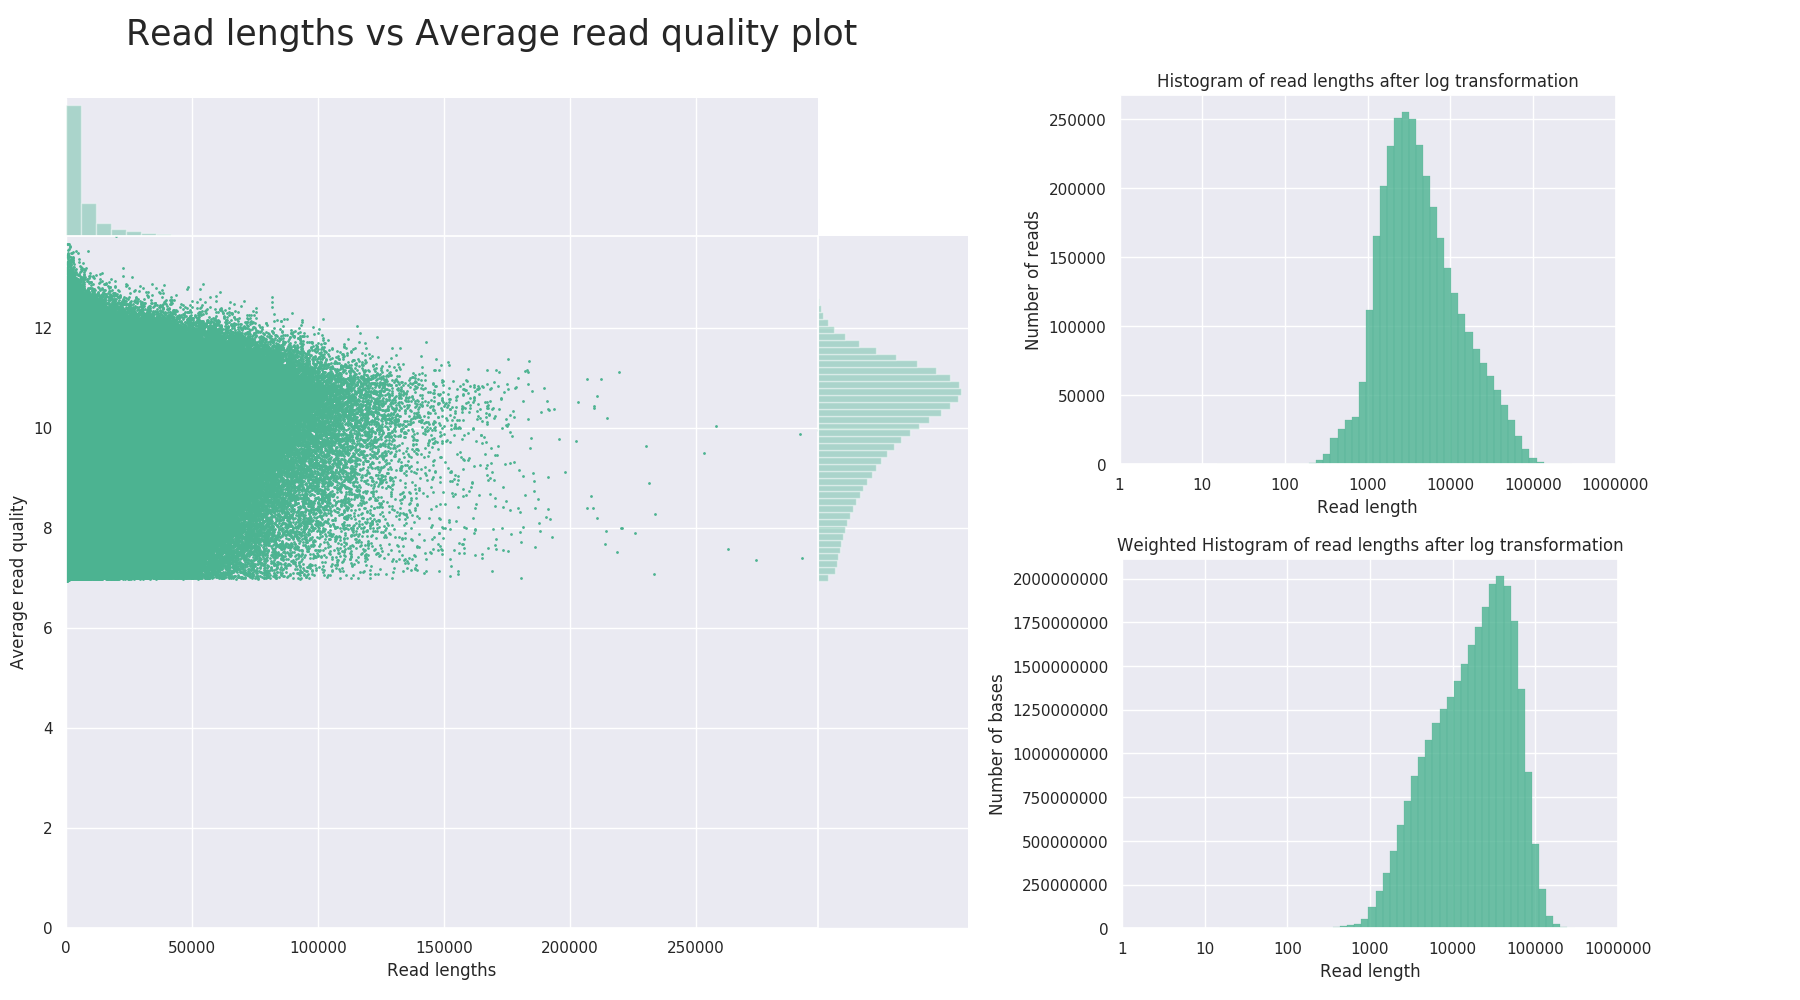 Read lengths vs Average read quality plot
Average read quality
12
10
8
6
4
2
0
0 50000 100000 150000 200000 250000
Read lengths
Histogram of read lengths after log transformation
Number of reads
250000
200000
150000
100000
50000
0
1 10 100 1000 10000 100000 1000000
Read length
Weighted Histogram of read lengths after log transformation
Number of bases
2000000000
1750000000
1500000000
1250000000
1000000000
750000000
500000000
250000000
0
1 10 100 1000 10000 100000 1000000
Read length